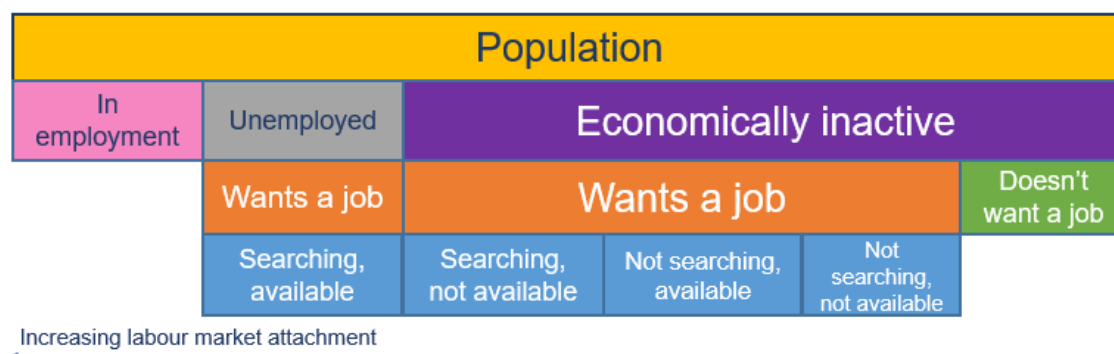 Population
In
employment
Unemployed
Economically inactive
Wants a job
Wants a job
Doesn't
want a job
Searching,
available
Searching,
not available
Not searching,
available
Not
searching,
not available
Increasing labour market attachment